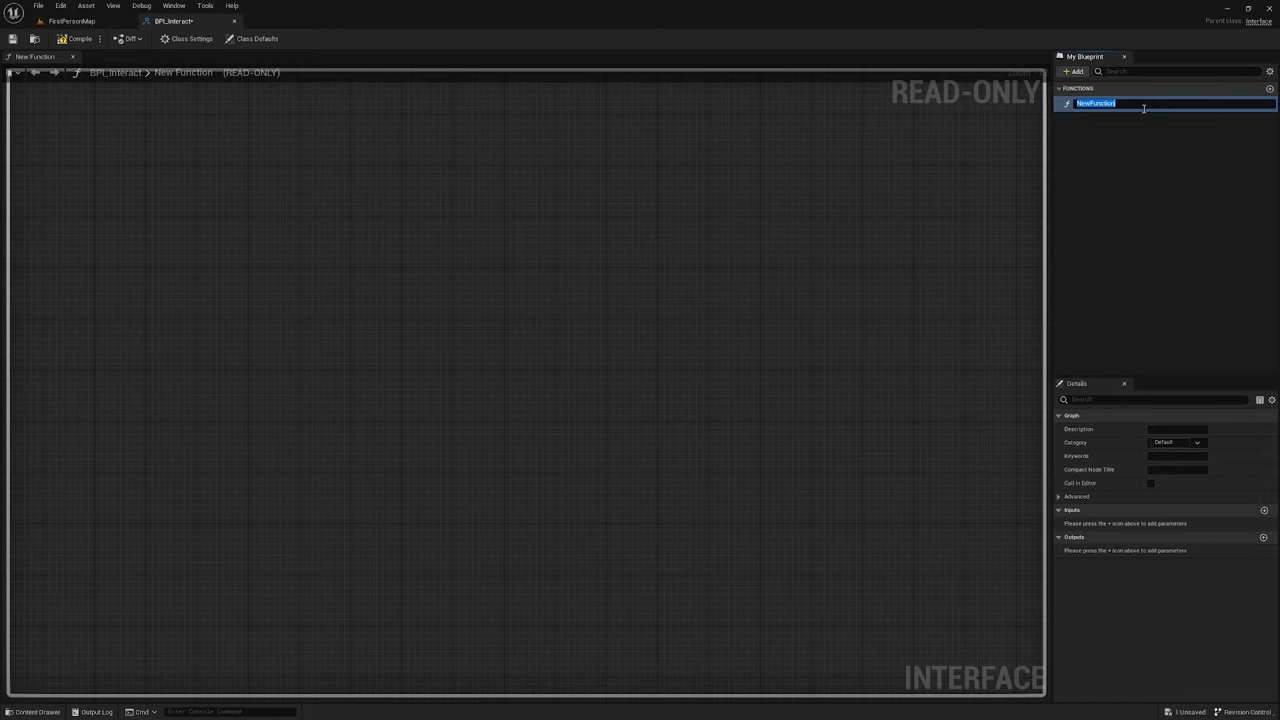 File Edit Asset View Debug Window Tools Help
FirstPersonMap
BPI_Interact•
Parent class: Interface
Compile
Diff
Class Settings
Class Defaults
New Function
BPI_Interact > New Function (READ-ONLY)
READ-ONLY
INTERFACE
My Blueprint
+ Add
Search
FUNCTIONS
NewFunction
Details
Search
Graph
Description
Category Default
Keywords
Compact Node Title
Call In Editor
Advanced
Inputs
Please press the + icon above to add parameters
Outputs
Please press the + icon above to add parameters
Content Drawer
Output Log
Cmd
Enter Console Command
1 Unsaved
Revision Control